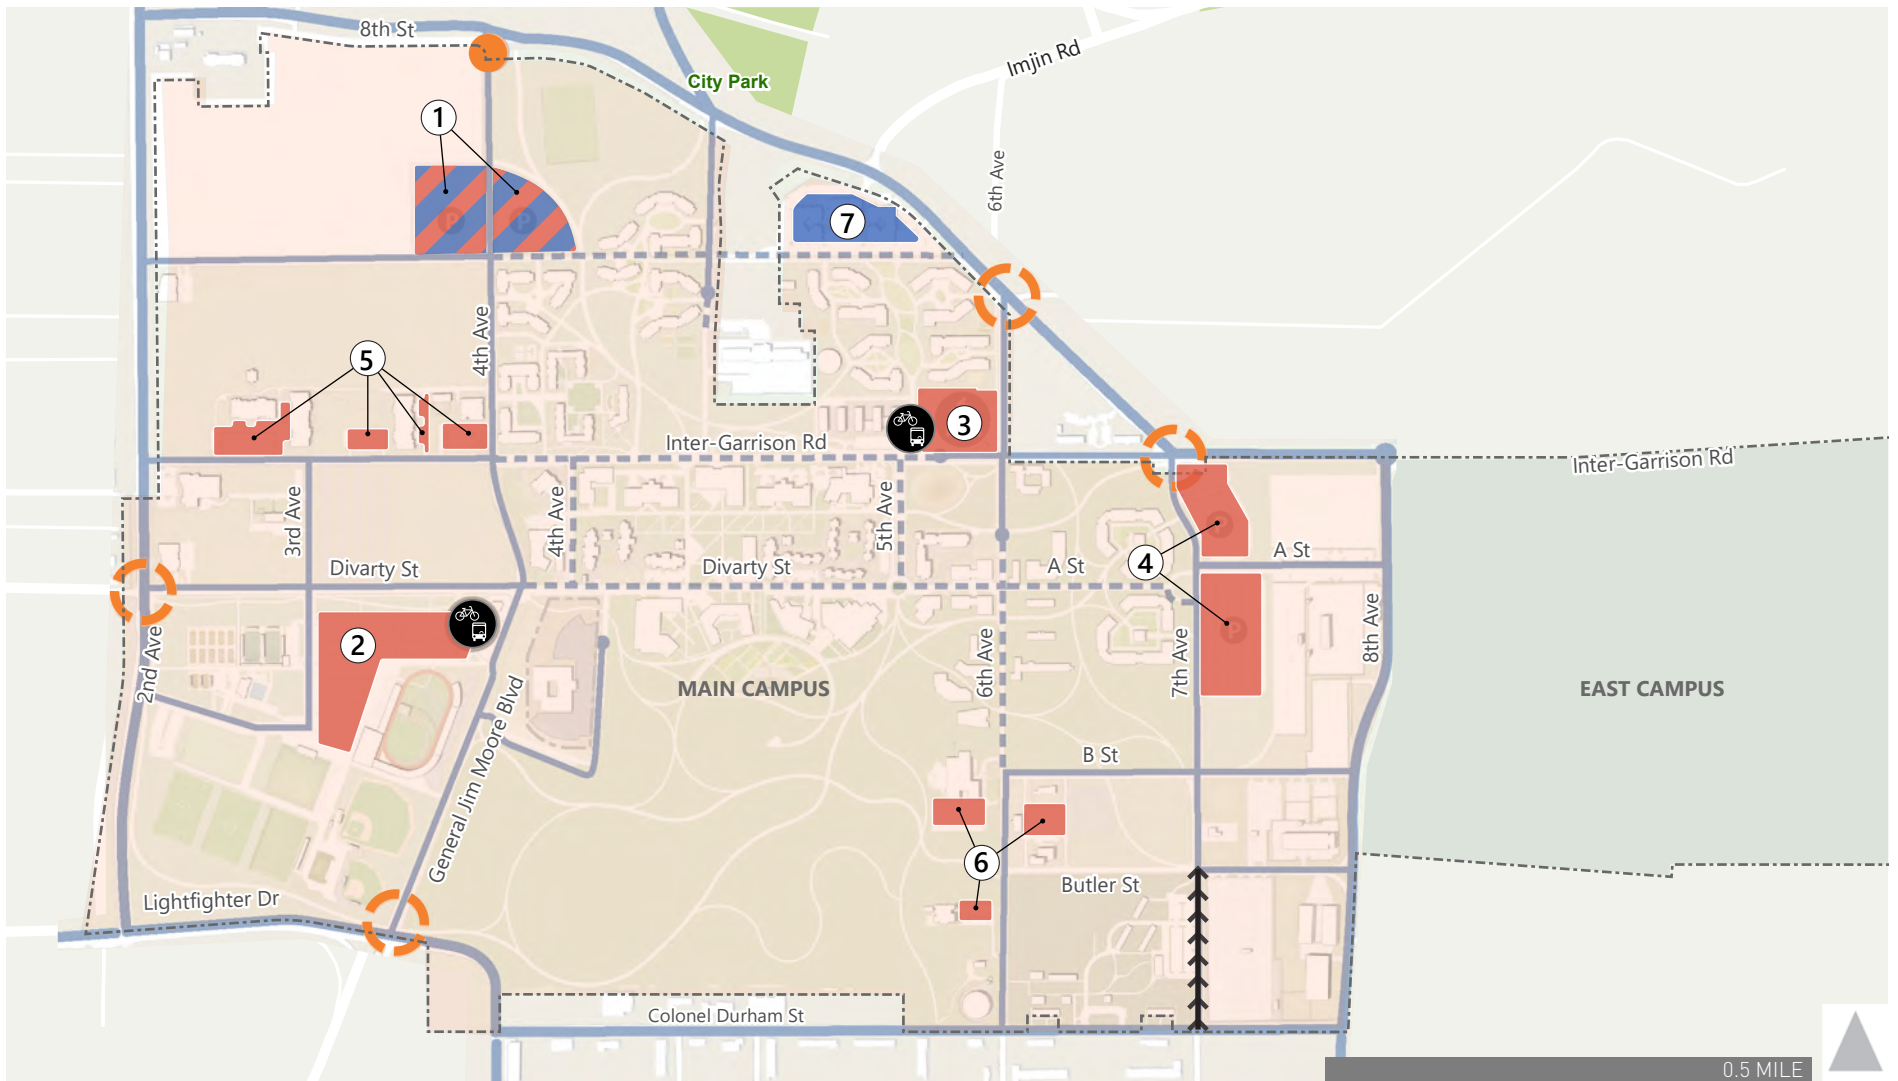 8th St
Imjin Rd
City Park
1
6th Ave
P
P
7
4th Ave
5
3
Inter-Garrison Rd
Inter-Garrison Rd
3rd Ave
4th Ave
5th Ave
P
4
A St
Divarty St
Divarty St
A St
2
P
2nd Ave
6th Ave
7th Ave
8th Ave
MAIN CAMPUS
EAST CAMPUS
General Jim Moore Blvd
B St
6
Butler St
Lightfighter Dr
Colonel Durham St
0.5 MILE